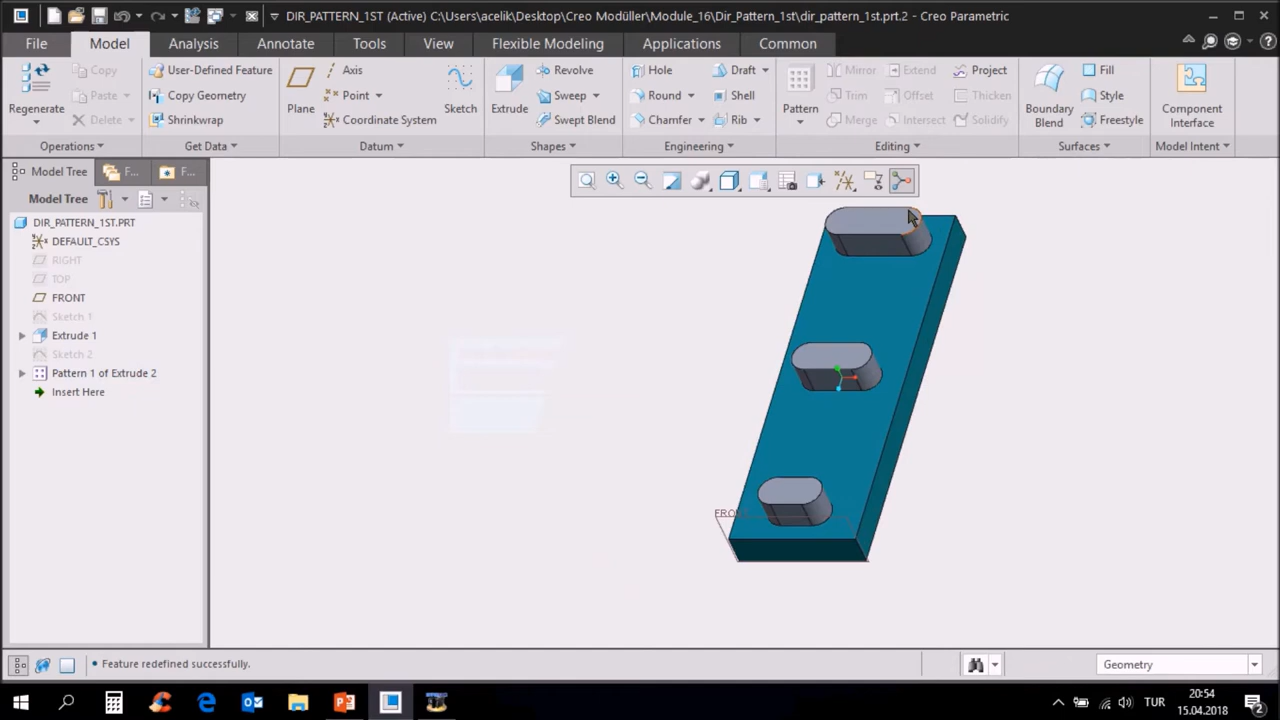 DIR_PATTERN_1ST (Active) C:\Users\acelik\Desktop\Creo Modüller\Module_16\Dir_Pattern_1st\dir_pattern_1st.prt.2 - Creo Parametric
File Model Analysis Annotate Tools View Flexible Modeling Applications Common
Regenerate
Copy
Paste
Delete
User-Defined Feature
Copy Geometry
Shrinkwrap
Plane
Axis
Point
Coordinate System
Sketch
Extrude
Revolve
Sweep
Swept Blend
Hole
Round
Chamfer
Draft
Shell
Rib
Pattern
Mirror
Trim
Merge
Extend
Offset
Intersect
Project
Thicken
Solidify
Boundary Blend
Fill
Style
Freestyle
Component Interface
Operations Get Data Datum Shapes Engineering Editing Surfaces Model Intent
Model Tree F... F...
Model Tree
DIR_PATTERN_1ST.PRT
DEFAULT_CSYS
RIGHT
TOP
FRONT
Sketch 1
Extrude 1
Sketch 2
Pattern 1 of Extrude 2
Insert Here
FRONT
• Feature redefined successfully.
Geometry
TUR
20:54
15.04.2018
2